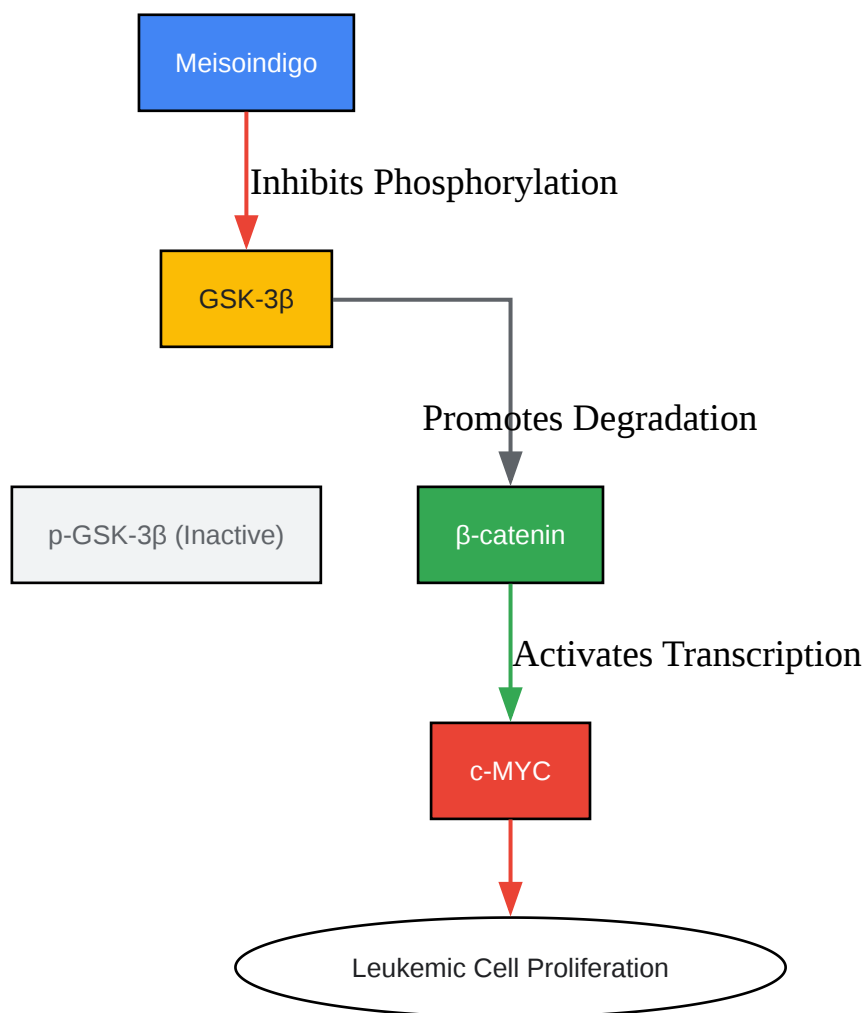 Meisoindigo
Inhibits Phosphorylation
GSK-3β
Promotes Degradation
p-GSK-3β (Inactive)
β-catenin
Activates Transcription
c-MYC
Leukemic Cell Proliferation